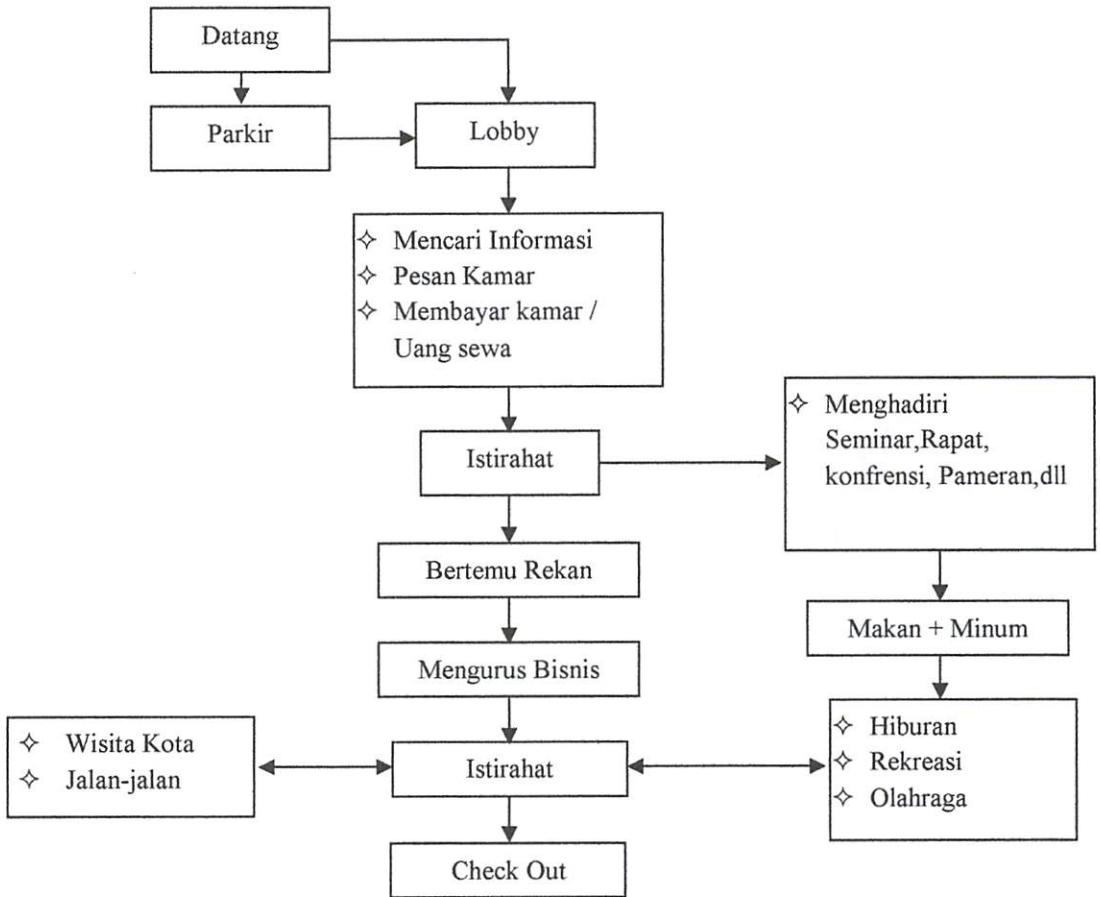 Datang
Parkir
Lobby
✧ Mencari Informasi
✧ Pesan Kamar
✧ Membayar kamar /
Uang sewa
Istirahat
✧ Menghadiri
Seminar,Rapat,
konfrensi, Pameran,dll
Bertemu Rekan
Makan + Minum
Mengurus Bisnis
✧ Wisita Kota
✧ Jalan-jalan
Istirahat
✧ Hiburan
✧ Rekreasi
✧ Olahraga
Check Out